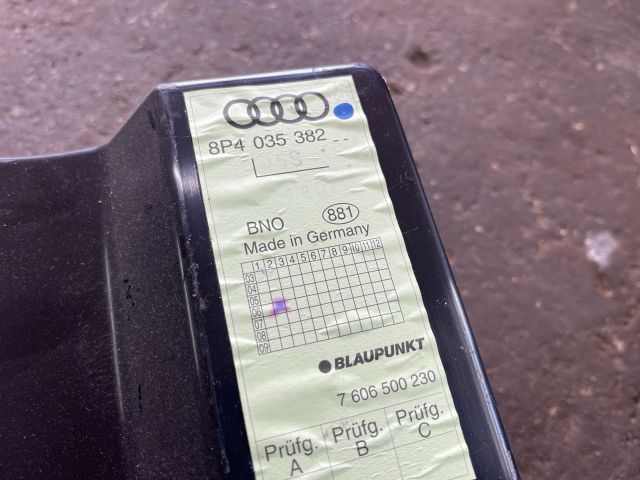 8P4 035 382 --
BNO 881
Made in Germany
1 2 3 4 5 6 7 8 9 10 11 12
03
04
05
06
07
08
09
BLAUPUNKT
7 606 500 230
Prüfg. A
Prüfg. B
Prüfg. C